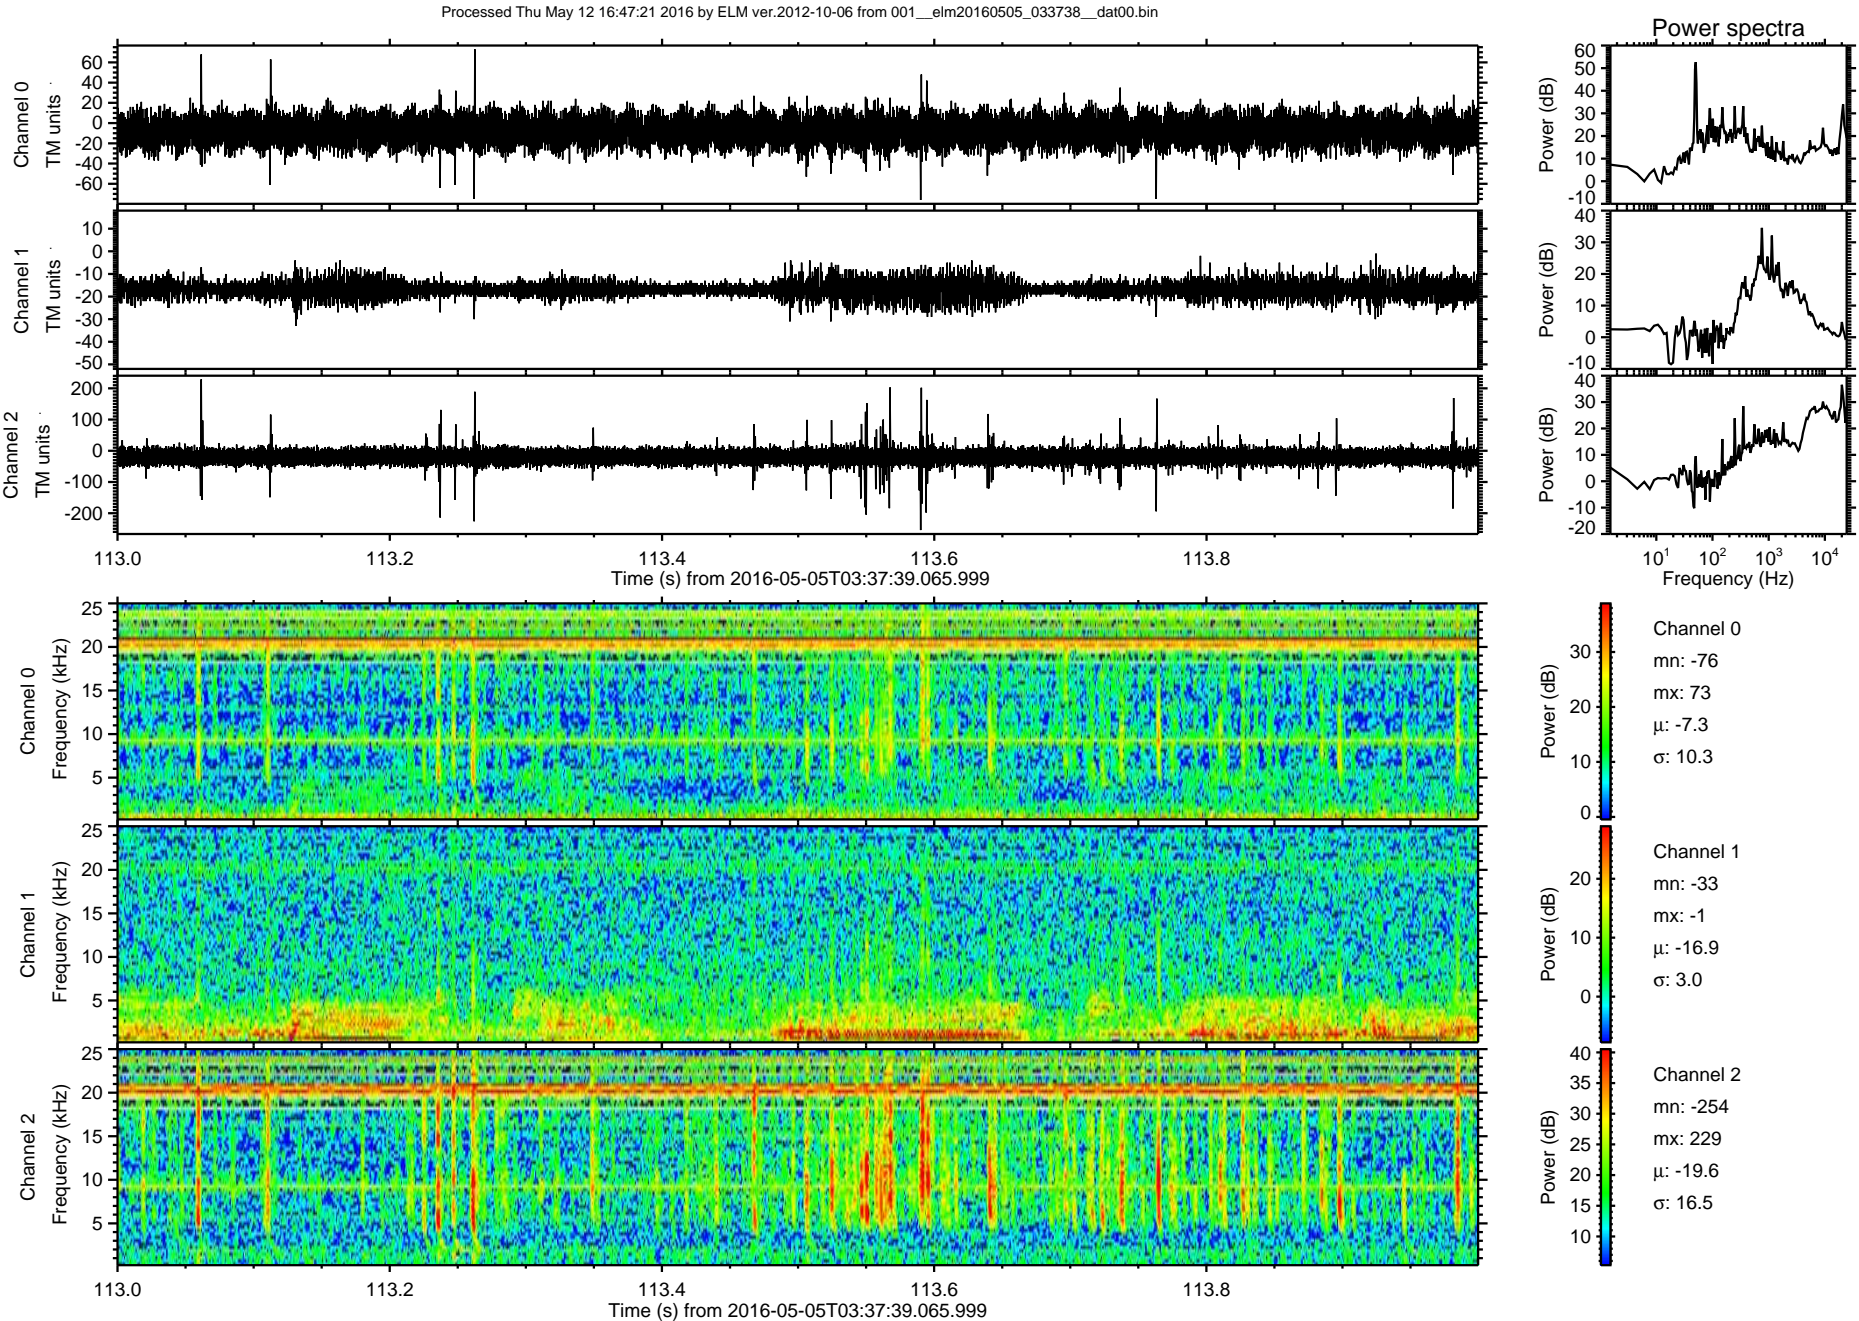 Processed Thu May 12 16:47:21 2016 by ELM ver.2012-10-06 from 001__elm20160505_033738__dat00.bin
Power spectra
Channel 0
TM units
60
40
20
0
-20
-40
-60
Power (dB)
60
50
40
30
20
10
0
-10
Channel 1
TM units
10
0
-10
-20
-30
-40
-50
Power (dB)
40
30
20
10
0
-10
Channel 2
TM units
200
100
0
-100
-200
Power (dB)
40
30
20
10
0
-10
-20
113.0 113.2 113.4 113.6 113.8
Time (s) from 2016-05-05T03:37:39.065.999
10^1 10^2 10^3 10^4
Frequency (Hz)
Channel 0
Frequency (kHz)
25
20
15
10
5
Power (dB)
30
20
10
0
Channel 0
mn: -76
mx: 73
µ: -7.3
σ: 10.3
Channel 1
Frequency (kHz)
25
20
15
10
5
Power (dB)
20
10
0
Channel 1
mn: -33
mx: -1
µ: -16.9
σ: 3.0
Channel 2
Frequency (kHz)
25
20
15
10
5
Power (dB)
40
35
30
25
20
15
10
Channel 2
mn: -254
mx: 229
µ: -19.6
σ: 16.5
113.0 113.2 113.4 113.6 113.8
Time (s) from 2016-05-05T03:37:39.065.999